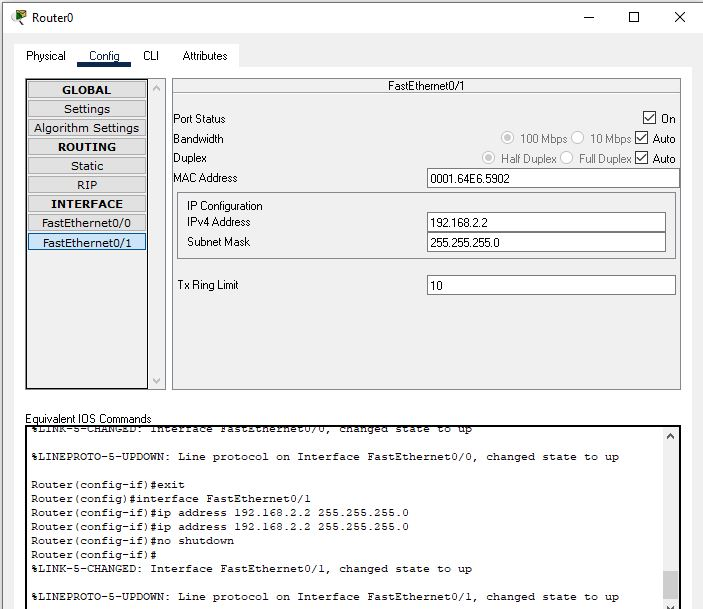 Router0
Physical Config CLI Attributes
GLOBAL
Settings
Algorithm Settings
ROUTING
Static
RIP
INTERFACE
FastEthernet0/0
FastEthernet0/1
FastEthernet0/1
Port Status On
Bandwidth 100 Mbps 10 Mbps Auto
Duplex Half Duplex Full Duplex Auto
MAC Address 0001.64E6.5902
IP Configuration
IPv4 Address 192.168.2.2
Subnet Mask 255.255.255.0
Tx Ring Limit 10
Equivalent IOS Commands
%LINK-5-CHANGED: Interface FastEthernet0/0, changed state to up
%LINEPROTO-5-UPDOWN: Line protocol on Interface FastEthernet0/0, changed state to up
Router(config-if)#exit
Router(config)#interface FastEthernet0/1
Router(config-if)#ip address 192.168.2.2 255.255.255.0
Router(config-if)#ip address 192.168.2.2 255.255.255.0
Router(config-if)#no shutdown
Router(config-if)#
%LINK-5-CHANGED: Interface FastEthernet0/1, changed state to up
%LINEPROTO-5-UPDOWN: Line protocol on Interface FastEthernet0/1, changed state to up